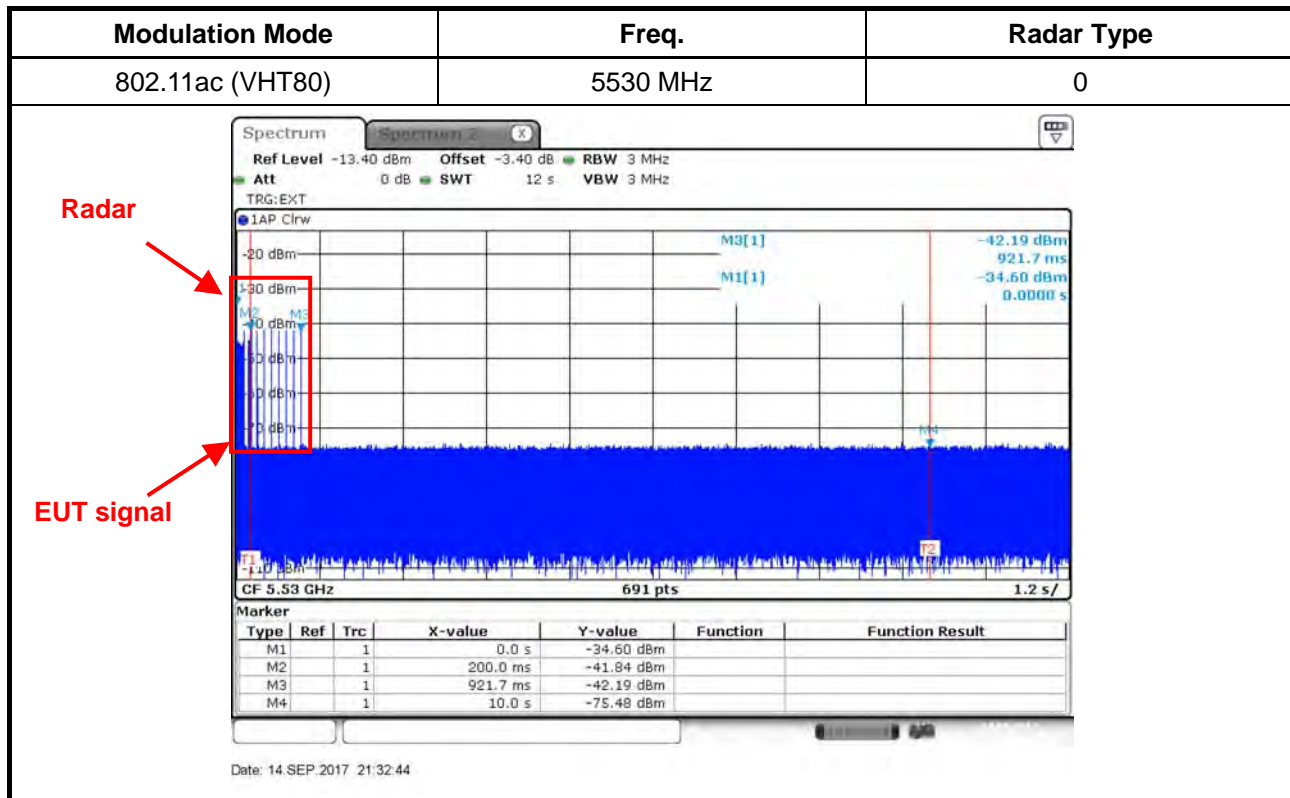 Modulation Mode Freq. Radar Type
802.11ac (VHT80) 5530 MHz 0
Spectrum Spectrum 2 X
Ref Level -13.40 dBm Offset -3.40 dB RBW 3 MHz
Att 0 dB SWT 12 s VBW 3 MHz
TRG:EXT
1AP Clrw
Radar
M3[1] -42.19 dBm
921.7 ms
M1[1] -34.60 dBm
0.0000 s
-20 dBm
-30 dBm
M2 M3
dBm
dBm
dBm
dBm
M4
EUT signal
T1 T2
CF 5.53 GHz 691 pts 1.2 s/
Marker
Type Ref Trc X-value Y-value Function Function Result
M1 1 0.0 s -34.60 dBm
M2 1 200.0 ms -41.84 dBm
M3 1 921.7 ms -42.19 dBm
M4 1 10.0 s -75.48 dBm
Date: 14.SEP.2017 21:32:44